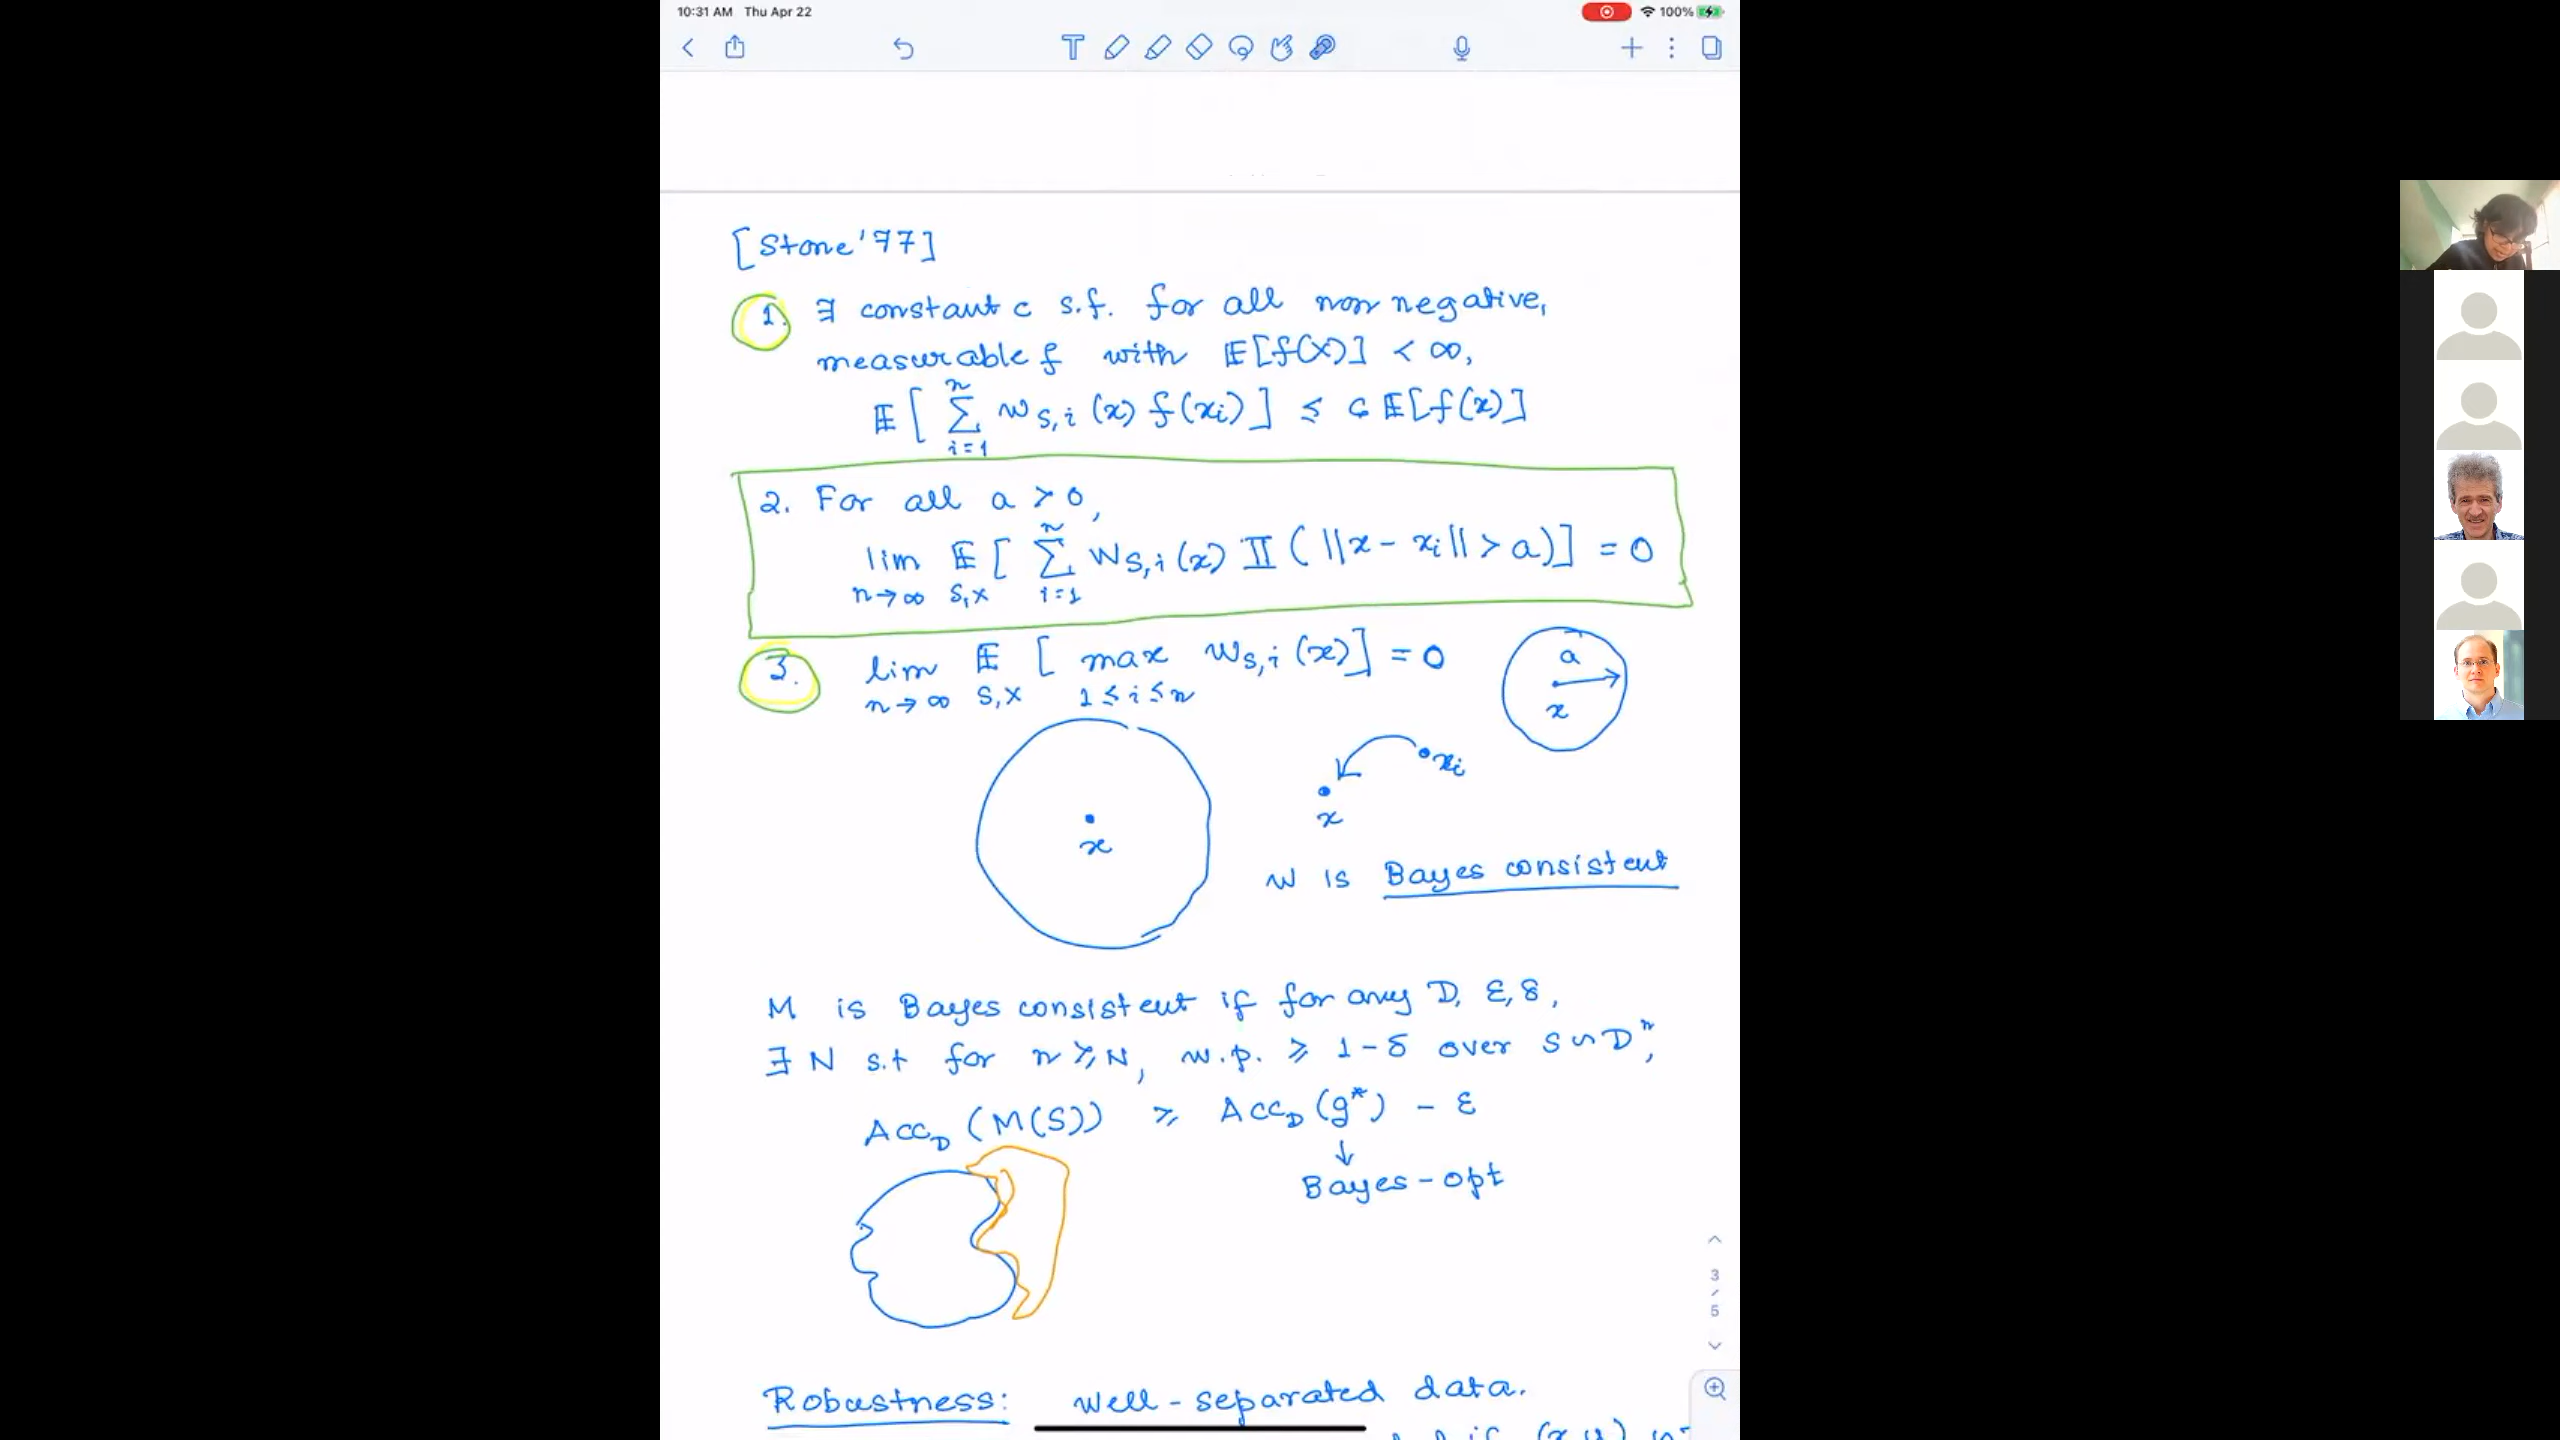 10:31 AM Thu Apr 22
100%
[Stone '77]
1. ∃ constant c s.t. for all non negative,
measurable f with 𝔼[f(X)] < ∞,
𝔼 [ Σ_{i=1}^{n} w_{S,i} (x) f(x_i) ] ≤ c 𝔼[f(x)]
2. For all a > 0,
lim_{n→∞} 𝔼_{S,X} [ Σ_{i=1}^{n} W_{S,i} (x) 𝕀 ( ||x - x_i|| > a) ] = 0
3. lim_{n→∞} 𝔼_{S,X} [ max_{1≤i≤n} w_{S,i} (x) ] = 0
a
x
x_i
x
x
W is Bayes consistent
M is Bayes consistent if for any D, ε, δ,
∃ N s.t for n ≥ N, w.p. ≥ 1-δ over S ~ D^n,
Acc_D (M(S)) ≥ Acc_D (g*) - ε
↓
Bayes-opt
3
/
5
Robustness: Well-separated data.